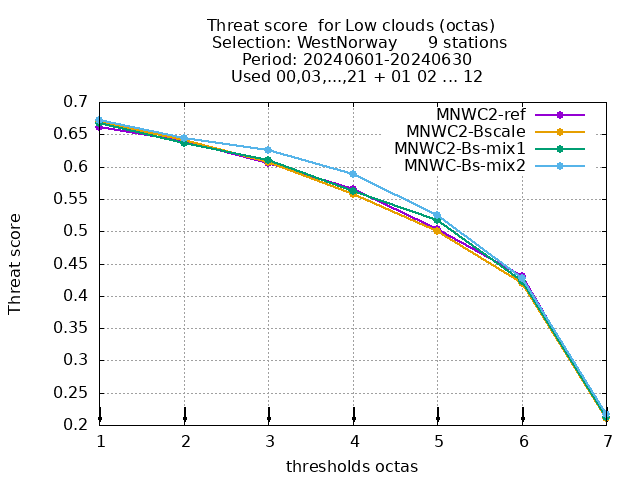 Threat score  for Low clouds (octas)
Selection: WestNorway      9 stations
Period: 20240601-20240630
Used 00,03,...,21 + 01 02 ... 12
0.7
0.65
0.6
0.55
0.5
0.45
0.4
0.35
0.3
0.25
0.2
Threat score
MNWC2-ref
MNWC2-Bscale
MNWC2-Bs-mix1
MNWC-Bs-mix2
1 2 3 4 5 6 7
thresholds octas